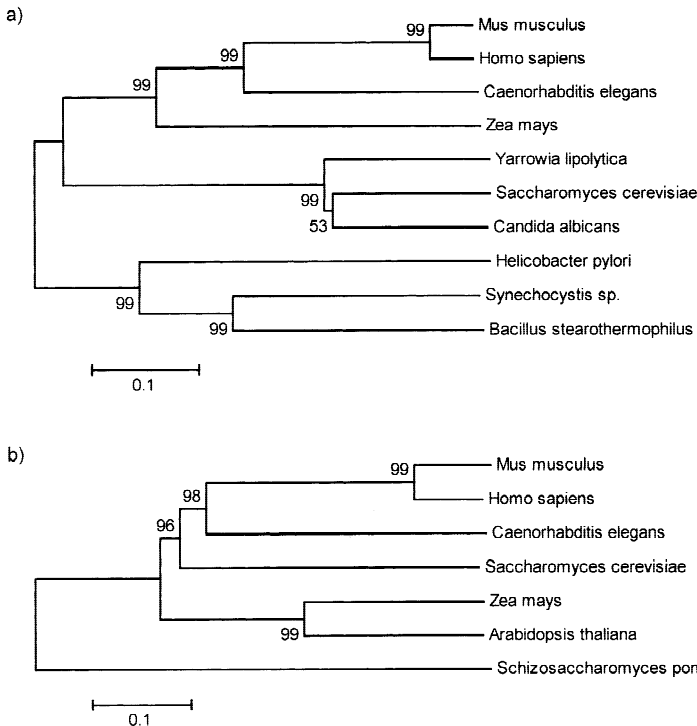 a)
99
Mus musculus
99
Homo sapiens
99
Caenorhabditis elegans
Zea mays
Yarrowia lipolytica
99
Saccharomyces cerevisiae
53
Candida albicans
Helicobacter pylori
99
Synechocystis sp.
99
Bacillus stearothermophilus
0.1
b)
99
Mus musculus
98
Homo sapiens
96
Caenorhabditis elegans
Saccharomyces cerevisiae
Zea mays
99
Arabidopsis thaliana
Schizosaccharomyces pom
0.1